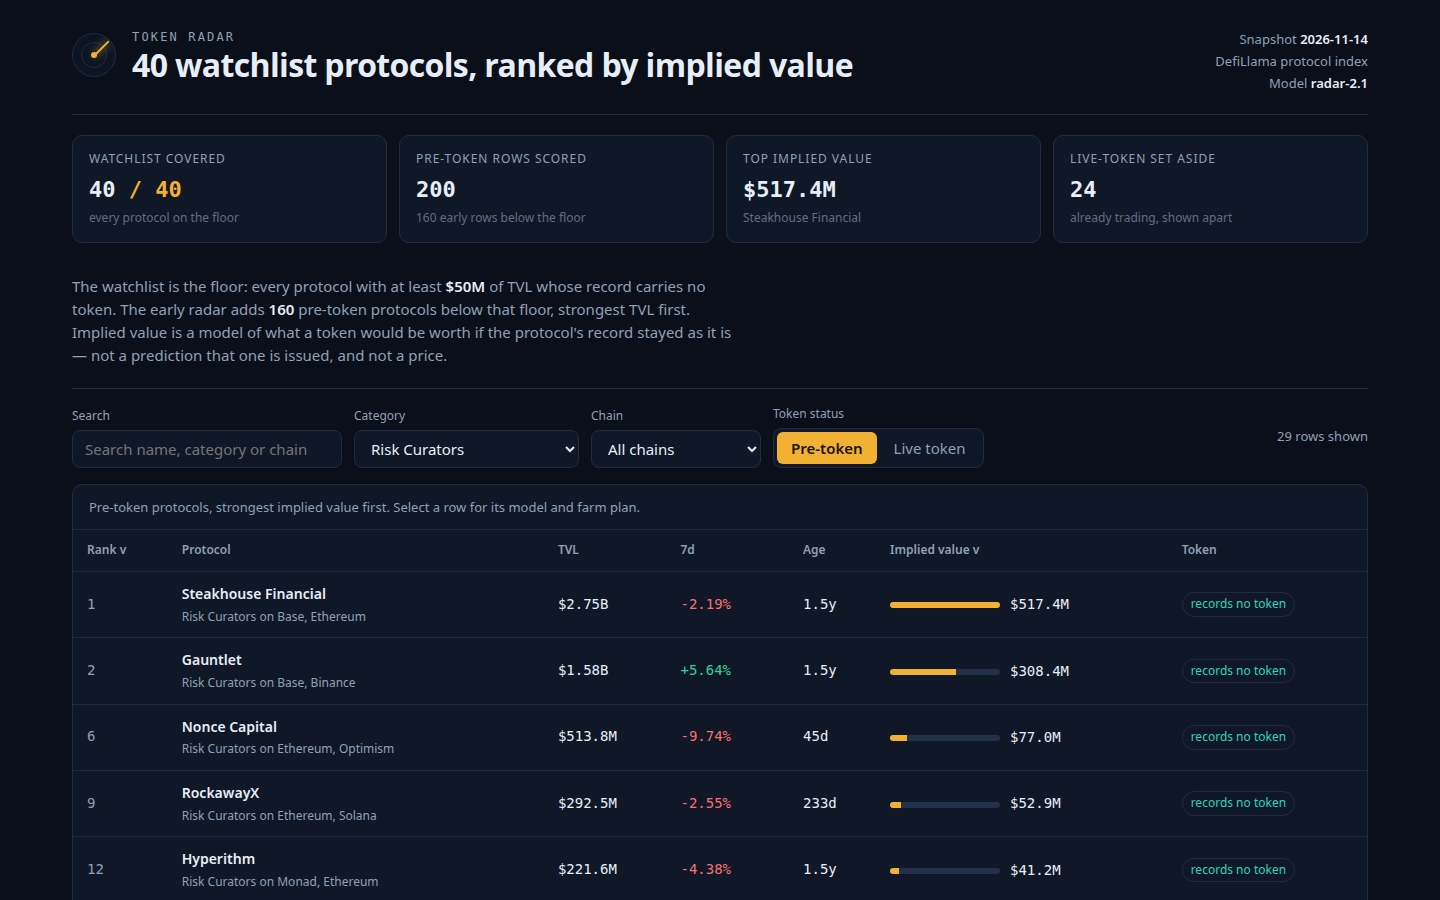 TOKEN RADAR
40 watchlist protocols, ranked by implied value
Snapshot 2026-11-14
DefiLlama protocol index
Model radar-2.1
WATCHLIST COVERED
40 / 40
every protocol on the floor
PRE-TOKEN ROWS SCORED
200
160 early rows below the floor
TOP IMPLIED VALUE
$517.4M
Steakhouse Financial
LIVE-TOKEN SET ASIDE
24
already trading, shown apart
The watchlist is the floor: every protocol with at least $50M of TVL whose record carries no
token. The early radar adds 160 pre-token protocols below that floor, strongest TVL first.
Implied value is a model of what a token would be worth if the protocol's record stayed as it is
— not a prediction that one is issued, and not a price.
Search
Search name, category or chain
Category
Risk Curators
Chain
All chains
Token status
Pre-token Live token
29 rows shown
Pre-token protocols, strongest implied value first. Select a row for its model and farm plan.
Rank v Protocol TVL 7d Age Implied value v Token
1 Steakhouse Financial $2.75B -2.19% 1.5y $517.4M records no token
Risk Curators on Base, Ethereum
2 Gauntlet $1.58B +5.64% 1.5y $308.4M records no token
Risk Curators on Base, Binance
6 Nonce Capital $513.8M -9.74% 45d $77.0M records no token
Risk Curators on Ethereum, Optimism
9 RockawayX $292.5M -2.55% 233d $52.9M records no token
Risk Curators on Ethereum, Solana
12 Hyperithm $221.6M -4.38% 1.5y $41.2M records no token
Risk Curators on Monad, Ethereum